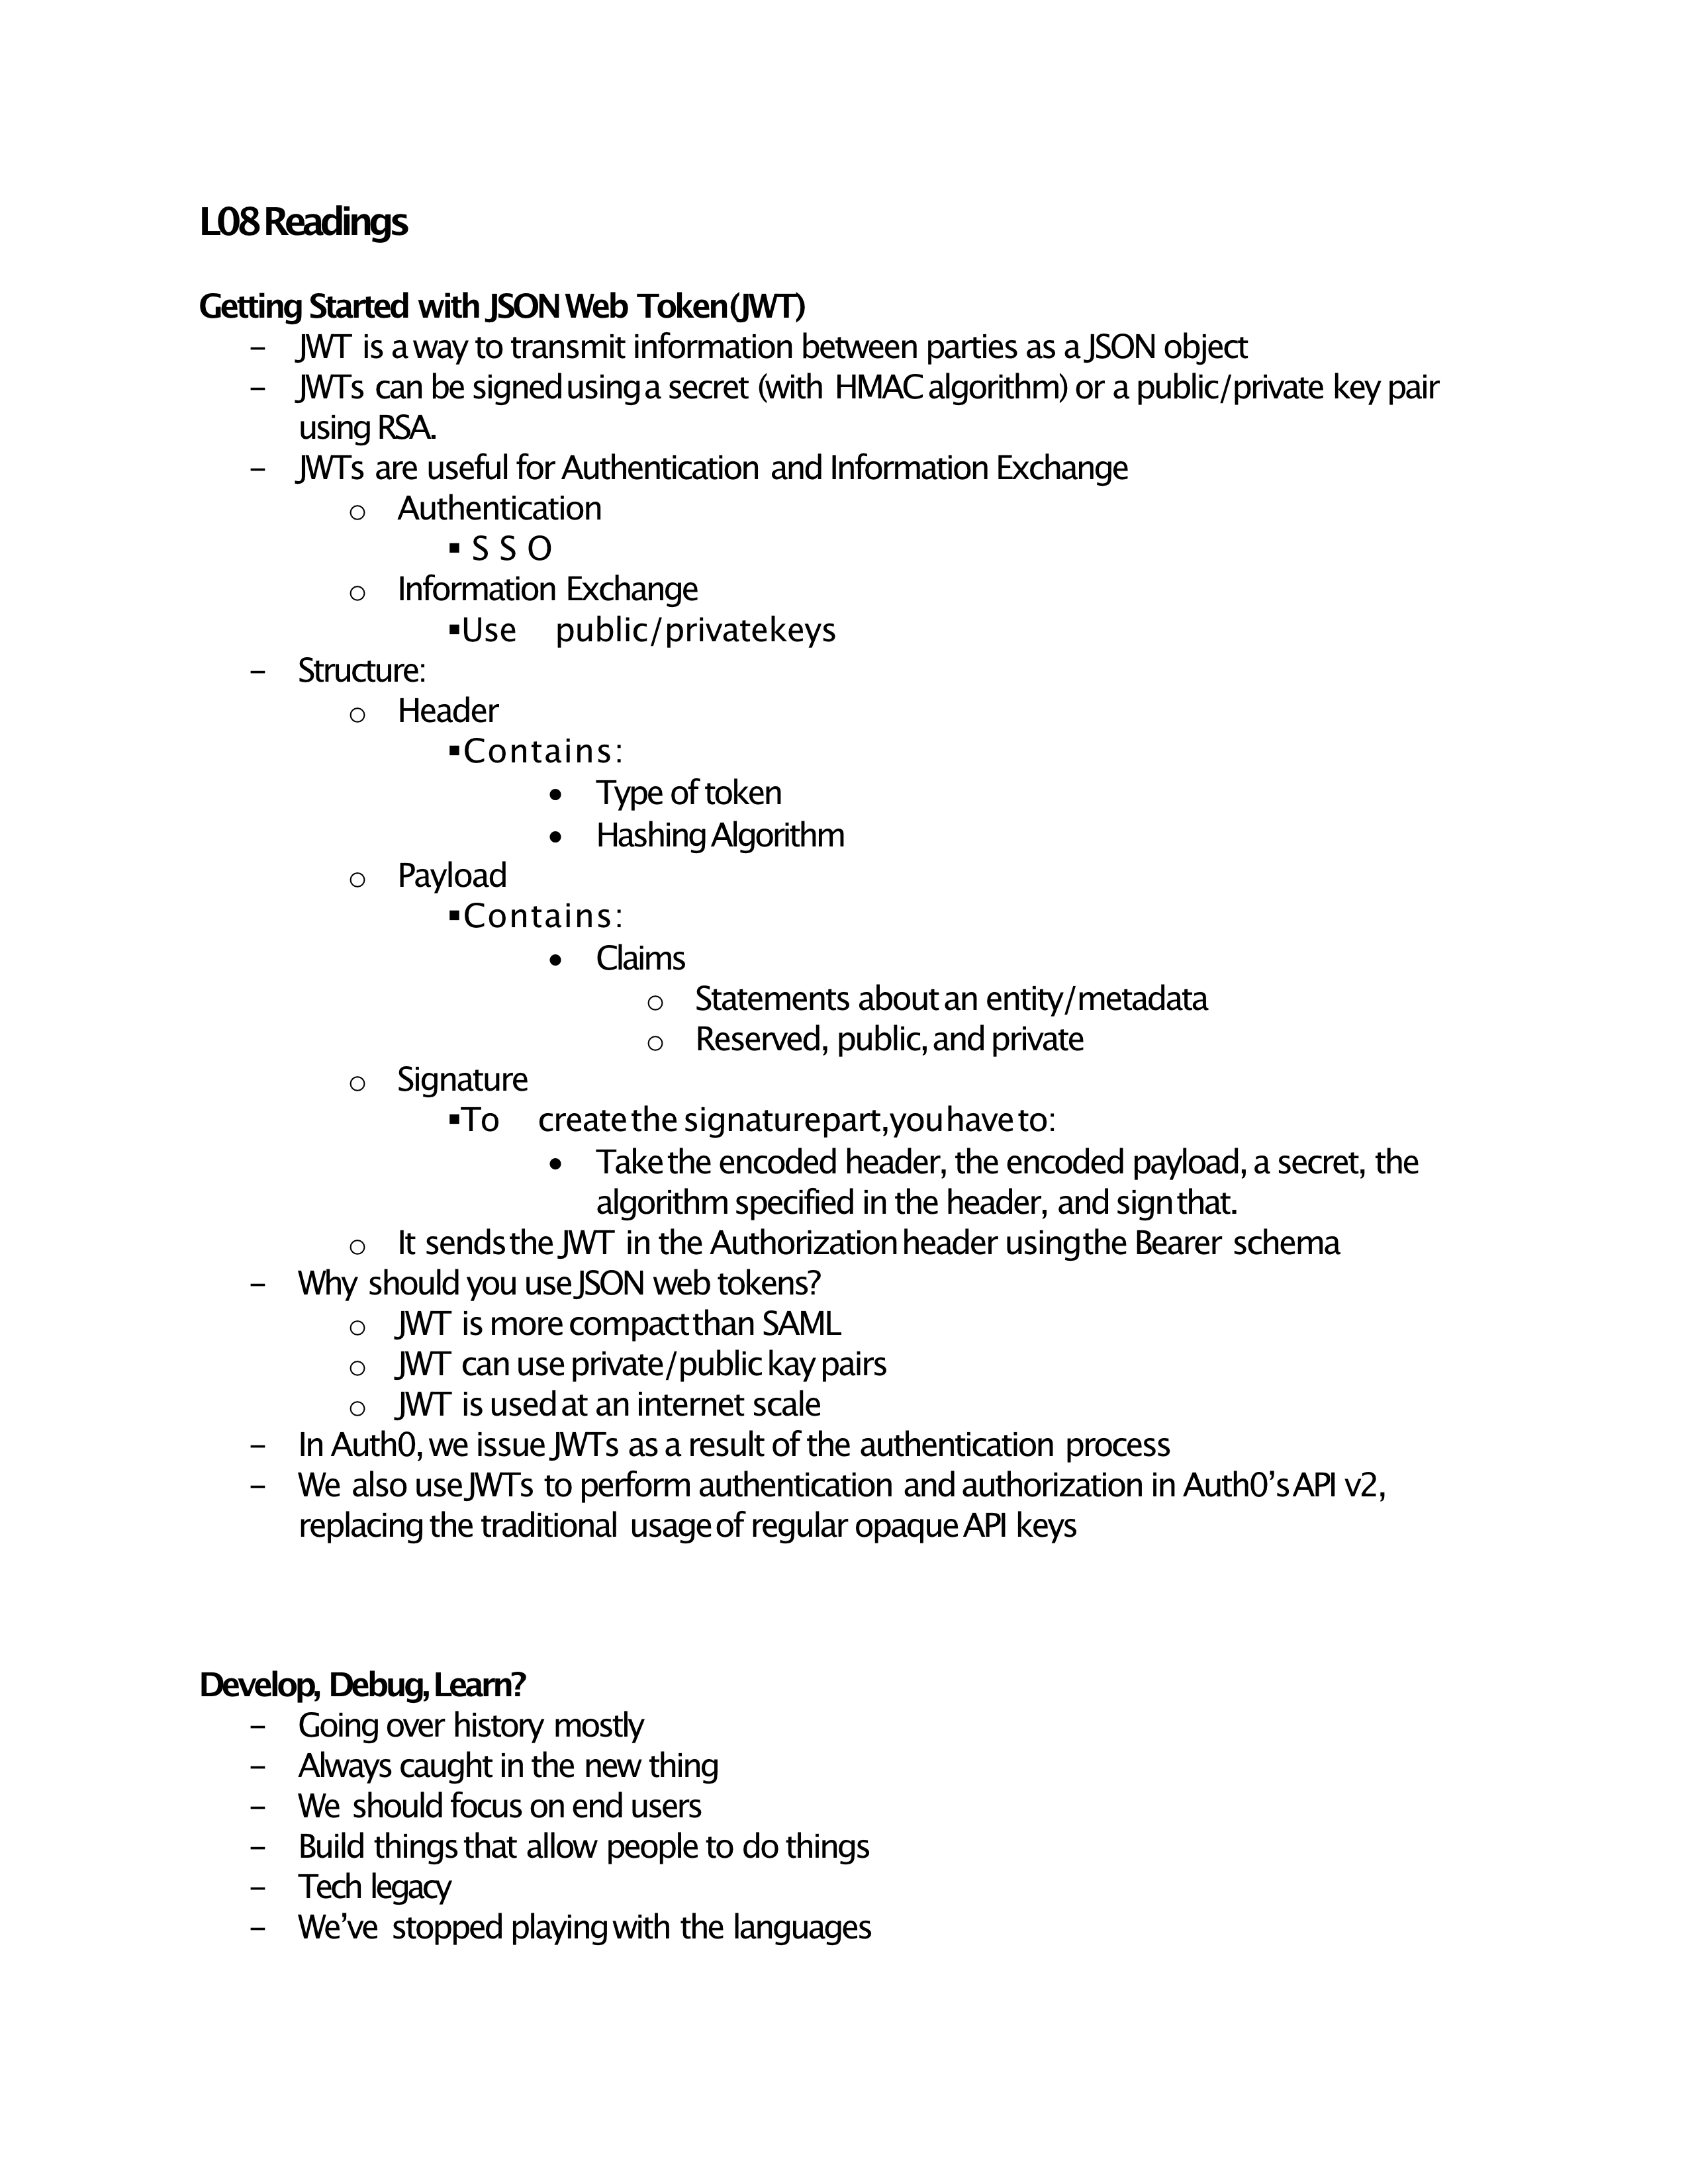 L08 Readings
Getting Started with JSON Web Token (JWT)
– JWT is a way to transmit information between parties as a JSON object
– JWTs can be signed using a secret (with HMAC algorithm) or a public/private key pair
using RSA.
– JWTs are useful for Authentication and Information Exchange
o Authentication
▪ S S O
o Information Exchange
▪ Use public/private keys
– Structure:
o Header
▪ Contains:
• Type of token
• Hashing Algorithm
o Payload
▪ Contains:
• Claims
o Statements about an entity/metadata
o Reserved, public, and private
o Signature
▪ To create the signature part, you have to:
• Take the encoded header, the encoded payload, a secret, the
algorithm specified in the header, and sign that.
o It sends the JWT in the Authorization header using the Bearer schema
– Why should you use JSON web tokens?
o JWT is more compact than SAML
o JWT can use private/public kay pairs
o JWT is used at an internet scale
– In Auth0, we issue JWTs as a result of the authentication process
– We also use JWTs to perform authentication and authorization in Auth0’s API v2,
replacing the traditional usage of regular opaque API keys
Develop, Debug, Learn?
– Going over history mostly
– Always caught in the new thing
– We should focus on end users
– Build things that allow people to do things
– Tech legacy
– We’ve stopped playing with the languages